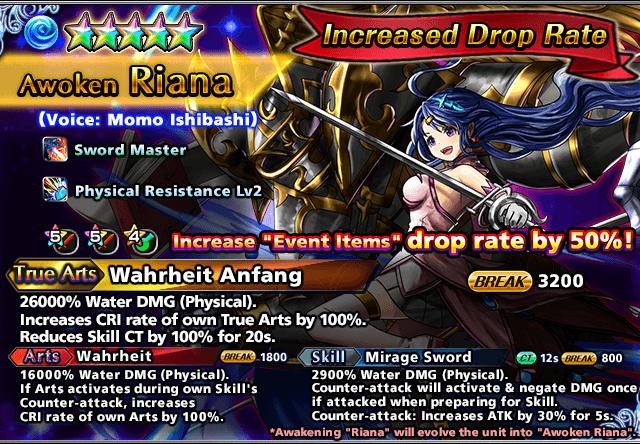 Increased Drop Rate
Awoken Riana
(Voice: Momo Ishibashi)
Sword Master
Physical Resistance Lv2
5 5 4
Increase "Event Items" drop rate by 50%!
True Arts Wahrheit Anfang BREAK 3200
26000% Water DMG (Physical).
Increases CRI rate of own True Arts by 100%.
Reduces Skill CT by 100% for 20s.
Arts Wahrheit BREAK 1800
16000% Water DMG (Physical).
If Arts activates during own Skill's
Counter-attack, increases
CRI rate of own Arts by 100%.
Skill Mirage Sword CT 12s BREAK 800
2900% Water DMG (Physical).
Counter-attack will activate & negate DMG once
if attacked when preparing for Skill.
Counter-attack: Increases ATK by 30% for 5s.
*Awakening "Riana" will evolve the unit into "Awoken Riana".